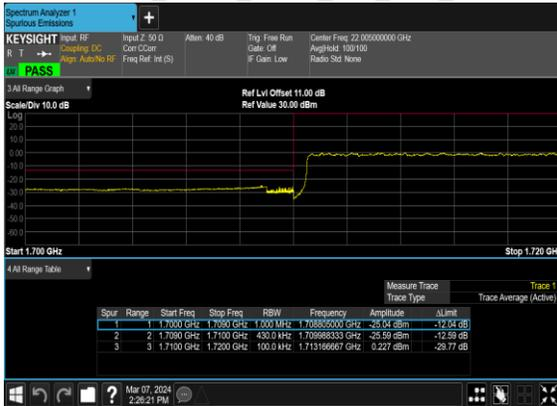 Spectrum Analyzer 1
Spurious Emissions
+
KEYSIGHT Input: RF Input Z: 50 Ω Atten: 40 dB Trig: Free Run Center Freq: 22.005000000 GHz
R T Coupling: DC Corr CCorr Gate: Off Avg|Hold: 100/100
Align: Auto/No RF Freq Ref: Int (S) IF Gain: Low Radio Std: None
PASS
3 All Range Graph
Ref Lvl Offset 11.00 dB
Scale/Div 10.0 dB Ref Value 30.00 dBm
Log
20.0
10.0
0.00
-10.0
-20.0
-30.0
-40.0
-50.0
-60.0
Start 1.700 GHz Stop 1.720 GH
4 All Range Table
Measure Trace Trace 1
Trace Type Trace Average (Active)
Spur Range Start Freq Stop Freq RBW Frequency Amplitude ΔLimit
1 1 1.7000 GHz 1.7090 GHz 1.000 MHz 1.708805000 GHz -25.04 dBm -12.04 dB
2 2 1.7090 GHz 1.7100 GHz 430.0 kHz 1.709988333 GHz -25.59 dBm -12.59 dB
3 3 1.7100 GHz 1.7200 GHz 100.0 kHz 1.713166667 GHz 0.227 dBm -29.77 dB
? Mar 07, 2024
2:26:21 PM